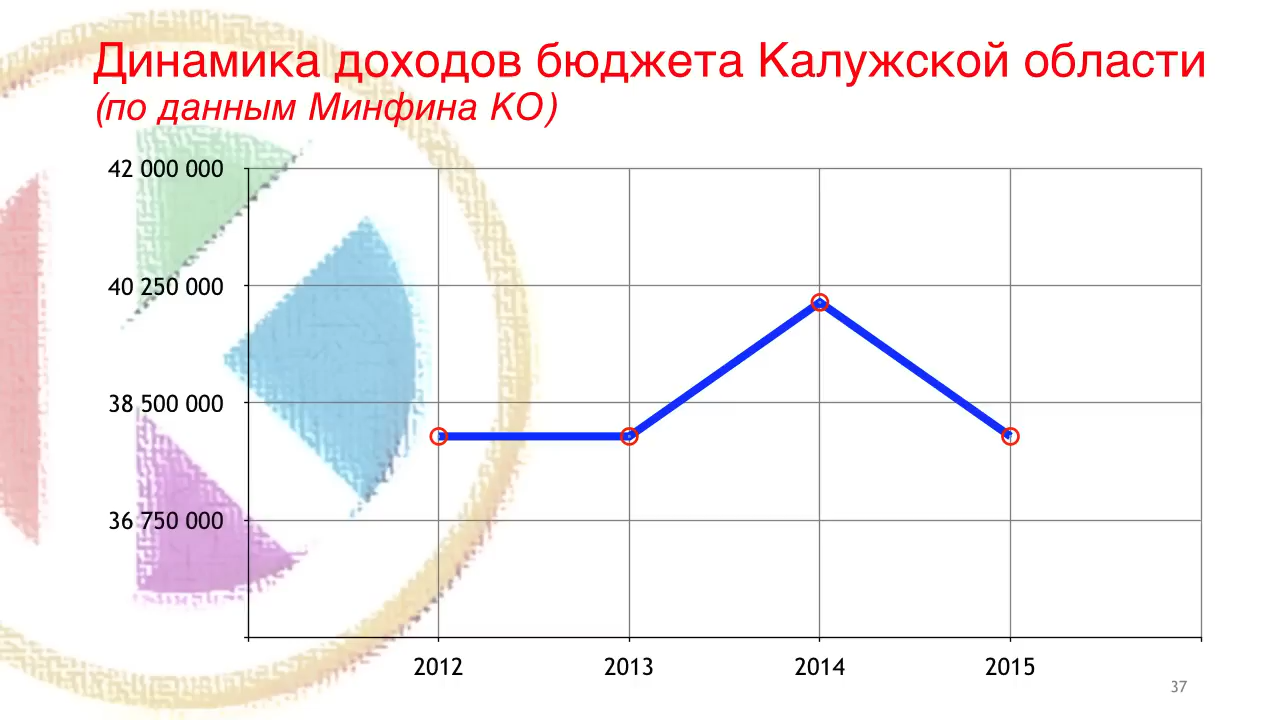 Динамика доходов бюджета Калужской области
(по данным Минфина КО)
42 000 000
40 250 000
38 500 000
36 750 000
2012 2013 2014 2015
37